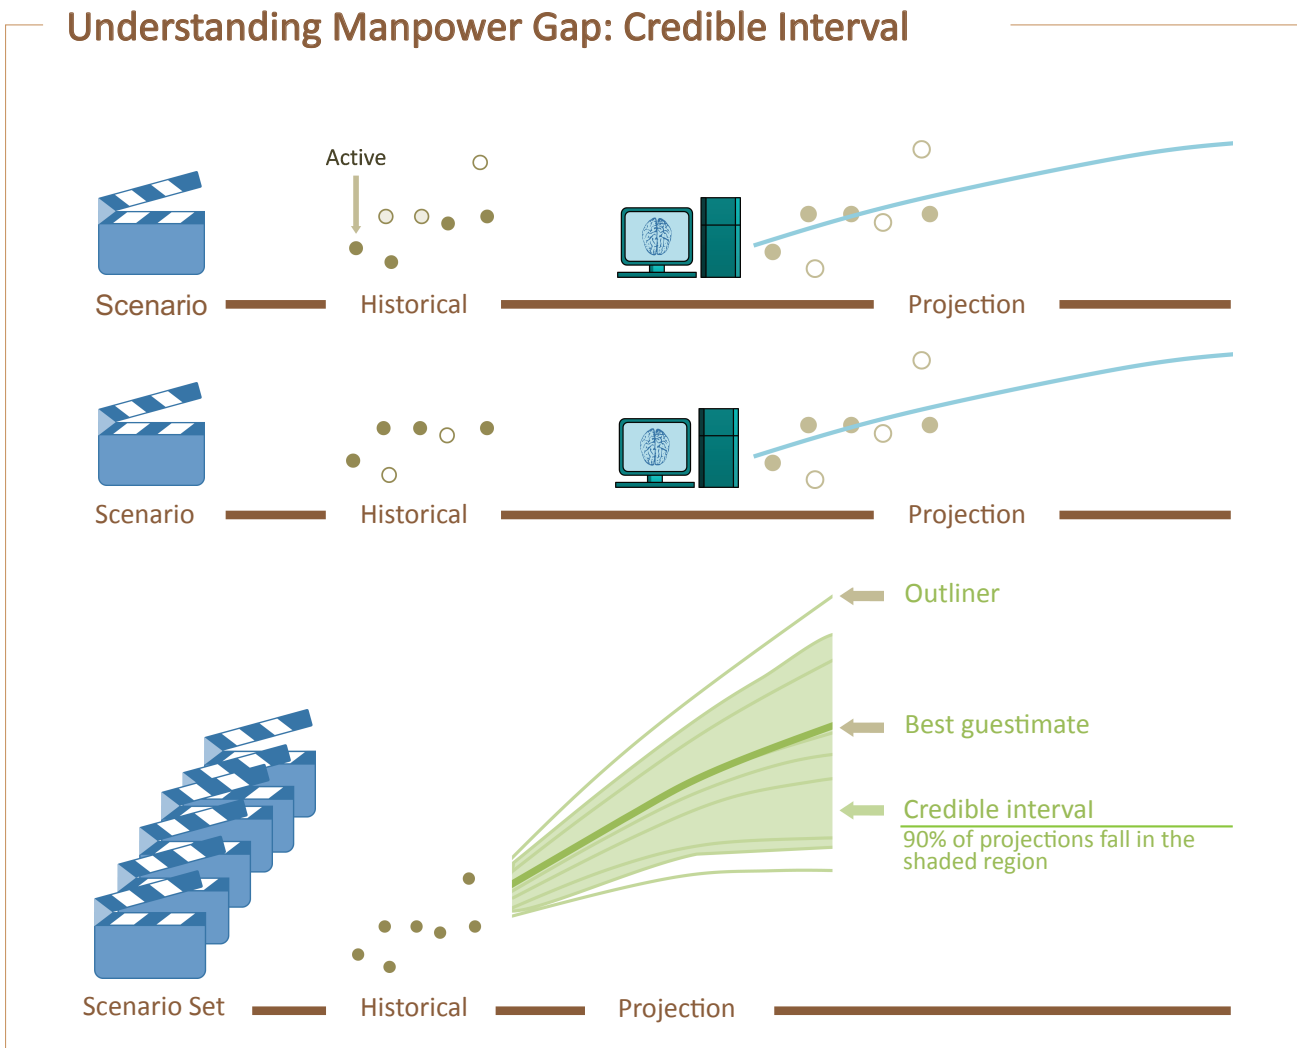 Understanding Manpower Gap: Credible Interval
Active
Scenario
Historical
Projection
Scenario
Historical
Projection
Outliner
Best guestimate
Credible interval
90% of projections fall in the
shaded region
Scenario Set
Historical
Projection